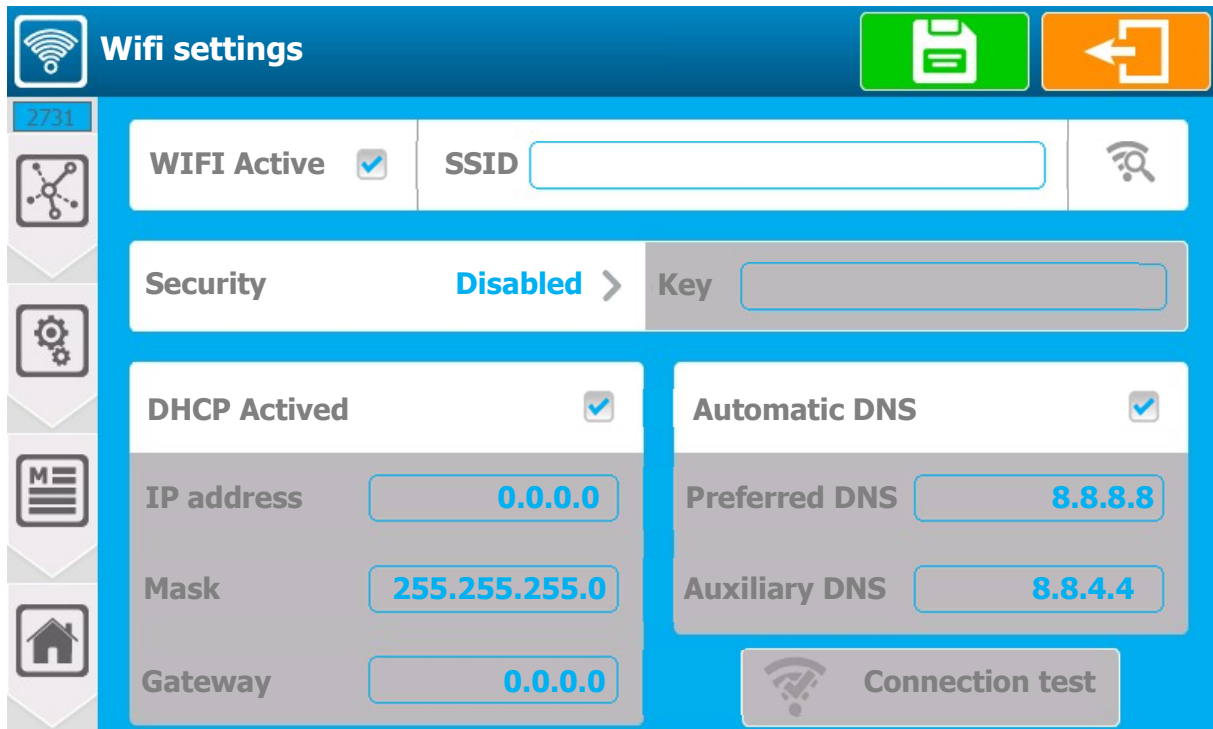 Wifi settings
2731
WIFI Active SSID
Security Disabled Key
DHCP Actived Automatic DNS
IP address 0.0.0.0 Preferred DNS 8.8.8.8
M
Mask 255.255.255.0 Auxiliary DNS 8.8.4.4
Gateway 0.0.0.0 Connection test